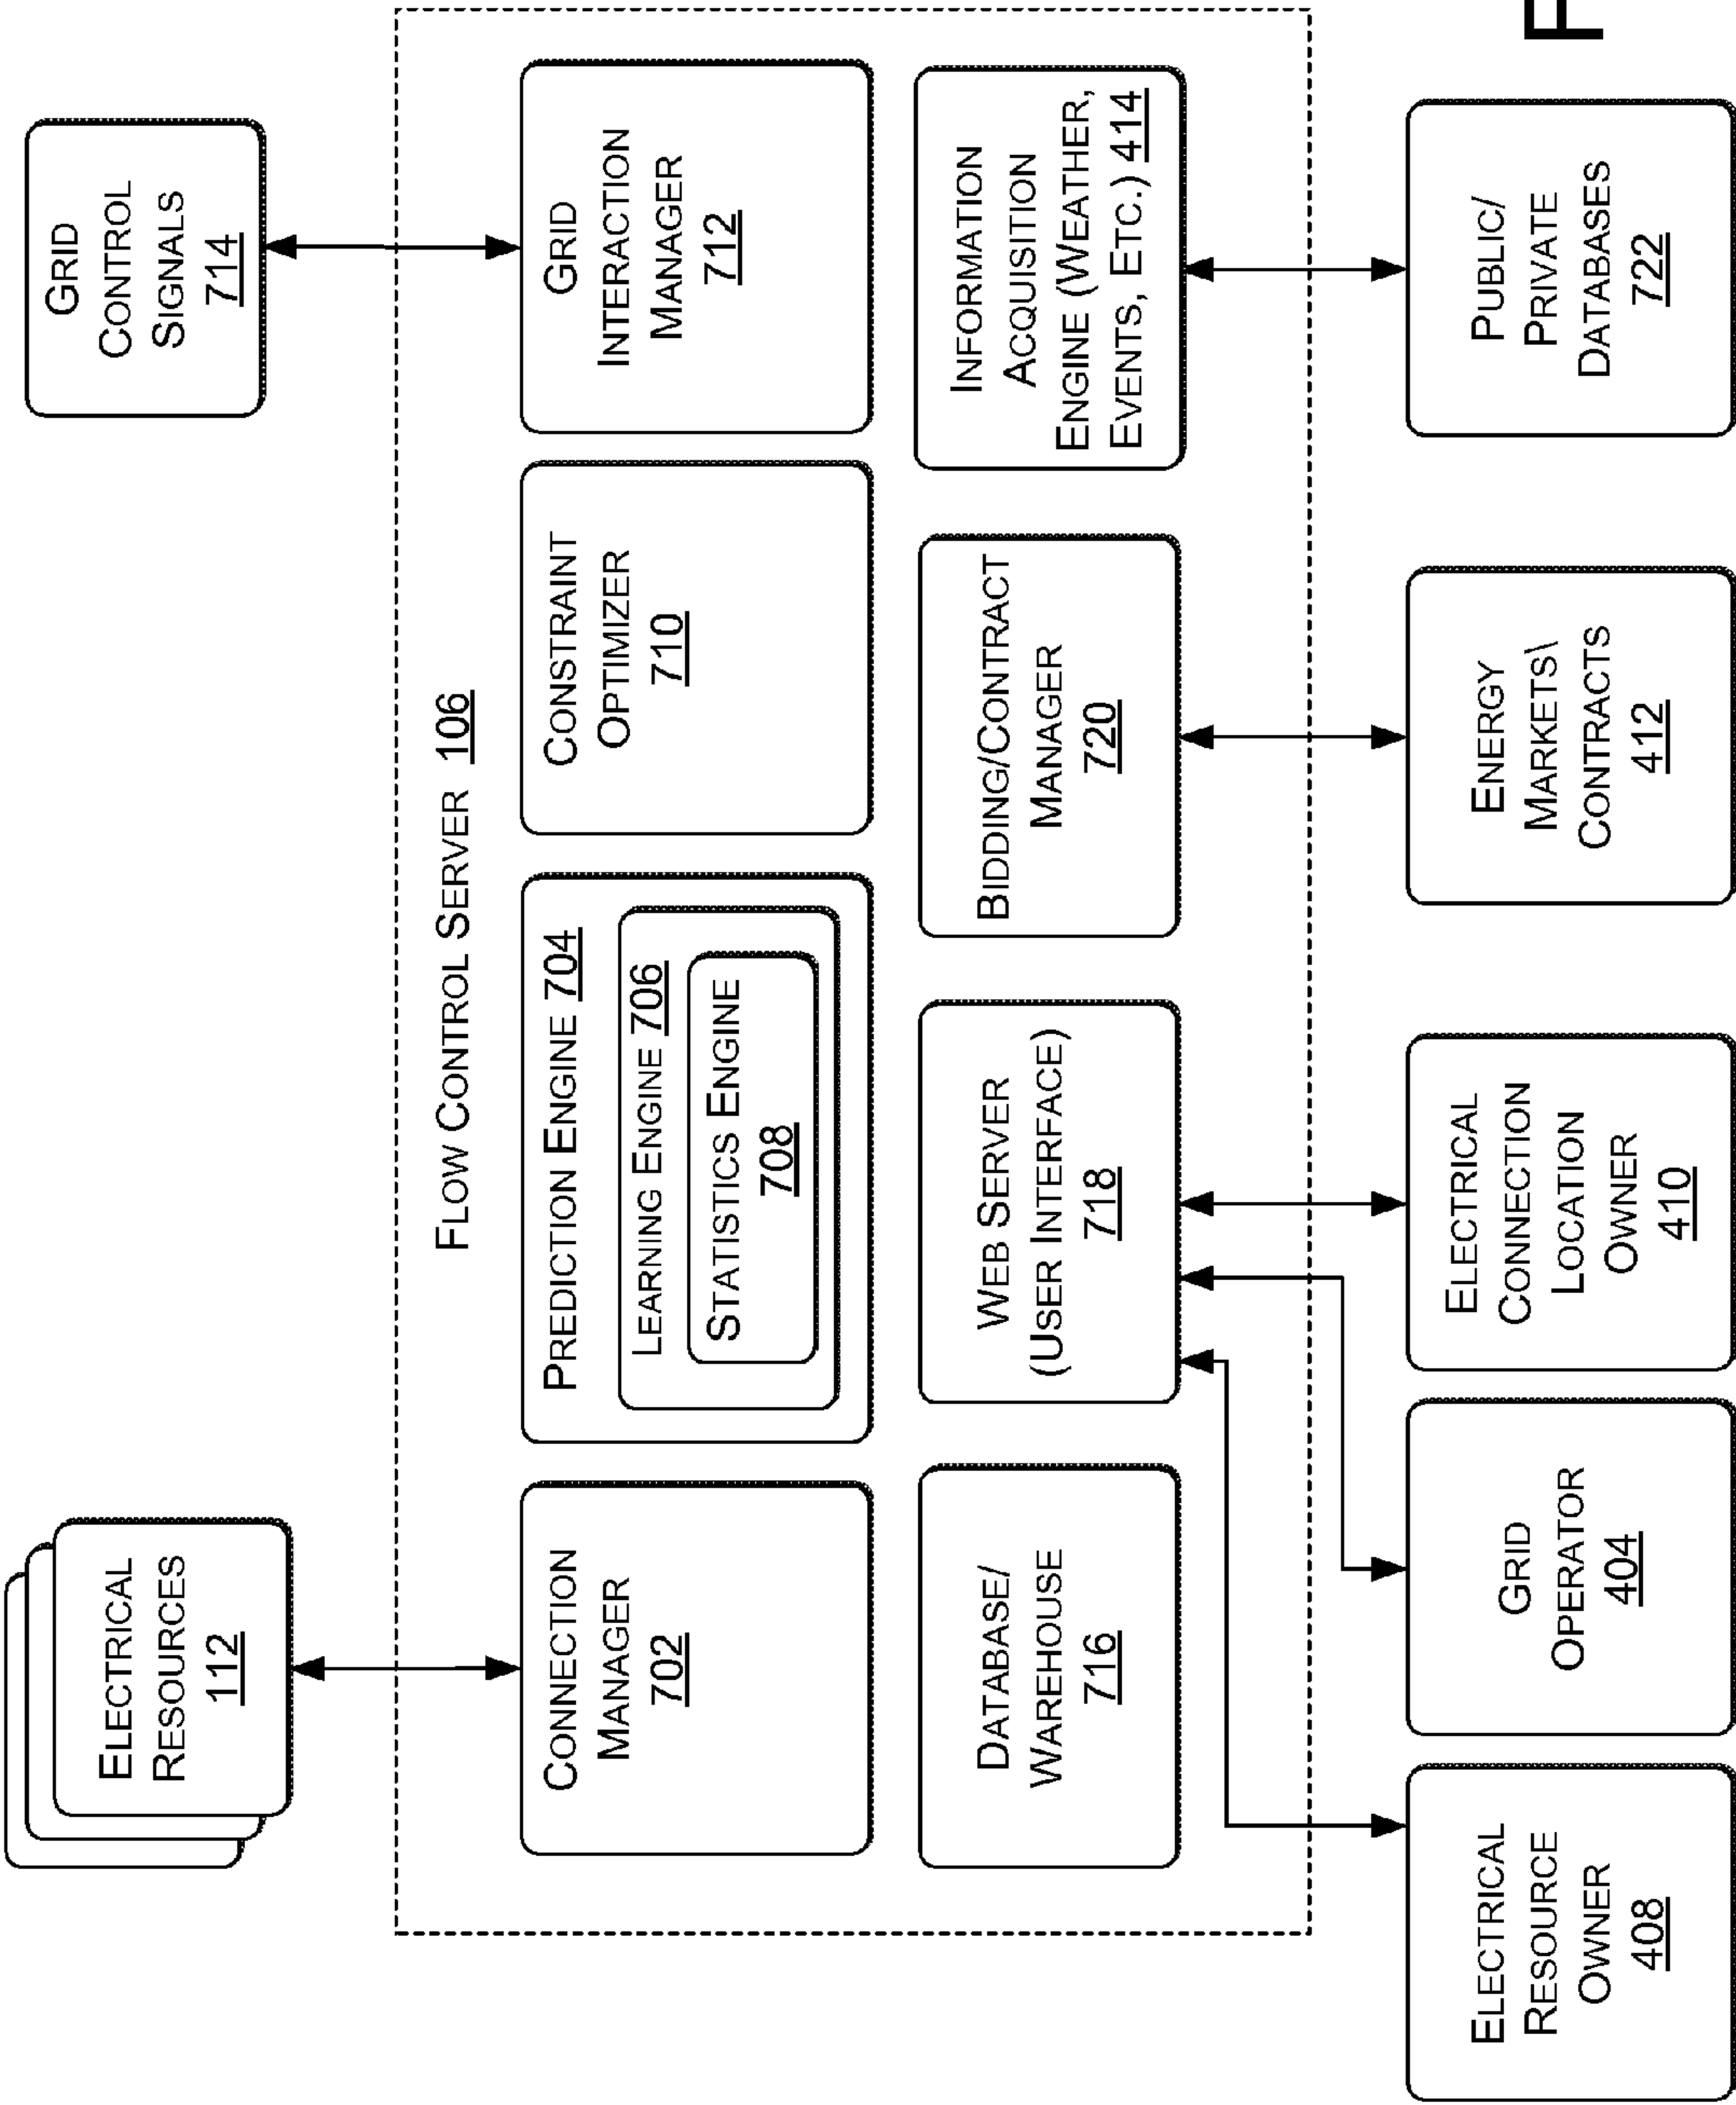 ELECTRICAL
RESOURCES
112
GRID
CONTROL
SIGNALS
714
FLOW CONTROL SERVER 106
CONNECTION
MANAGER
702
PREDICTION ENGINE 704
LEARNING ENGINE 706
STATISTICS ENGINE
708
CONSTRAINT
OPTIMIZER
710
GRID
INTERACTION
MANAGER
712
DATABASE/
WAREHOUSE
716
WEB SERVER
(USER INTERFACE)
718
BIDDING/CONTRACT
MANAGER
720
INFORMATION
ACQUISITION
ENGINE (WEATHER,
EVENTS, ETC.) 414
ELECTRICAL
RESOURCE
OWNER
408
GRID
OPERATOR
404
ELECTRICAL
CONNECTION
LOCATION
OWNER
410
ENERGY
MARKETS\
CONTRACTS
412
PUBLIC/
PRIVATE
DATABASES
722